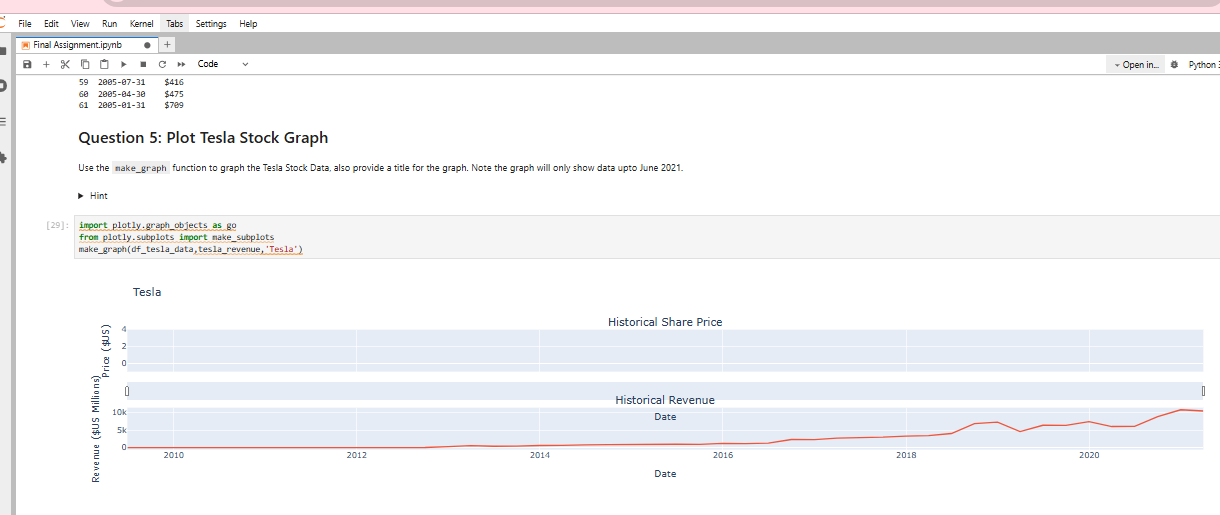 File Edit View Run Kernel Tabs Settings Help
Final Assignment.ipynb
Code
Open in...
Python 3
59 2005-07-31 $416
60 2005-04-30 $475
61 2005-01-31 $709
Question 5: Plot Tesla Stock Graph
Use the make_graph function to graph the Tesla Stock Data, also provide a title for the graph. Note the graph will only show data upto June 2021.
Hint
[29]:
import plotly.graph_objects as go
from plotly.subplots import make_subplots
make_graph(df_tesla_data,tesla_revenue,'Tesla')
Tesla
Historical Share Price
Price ($US)
4
2
0
Historical Revenue
Date
Revenue ($US Millions)
10k
5k
0
2010 2012 2014 2016 2018 2020
Date